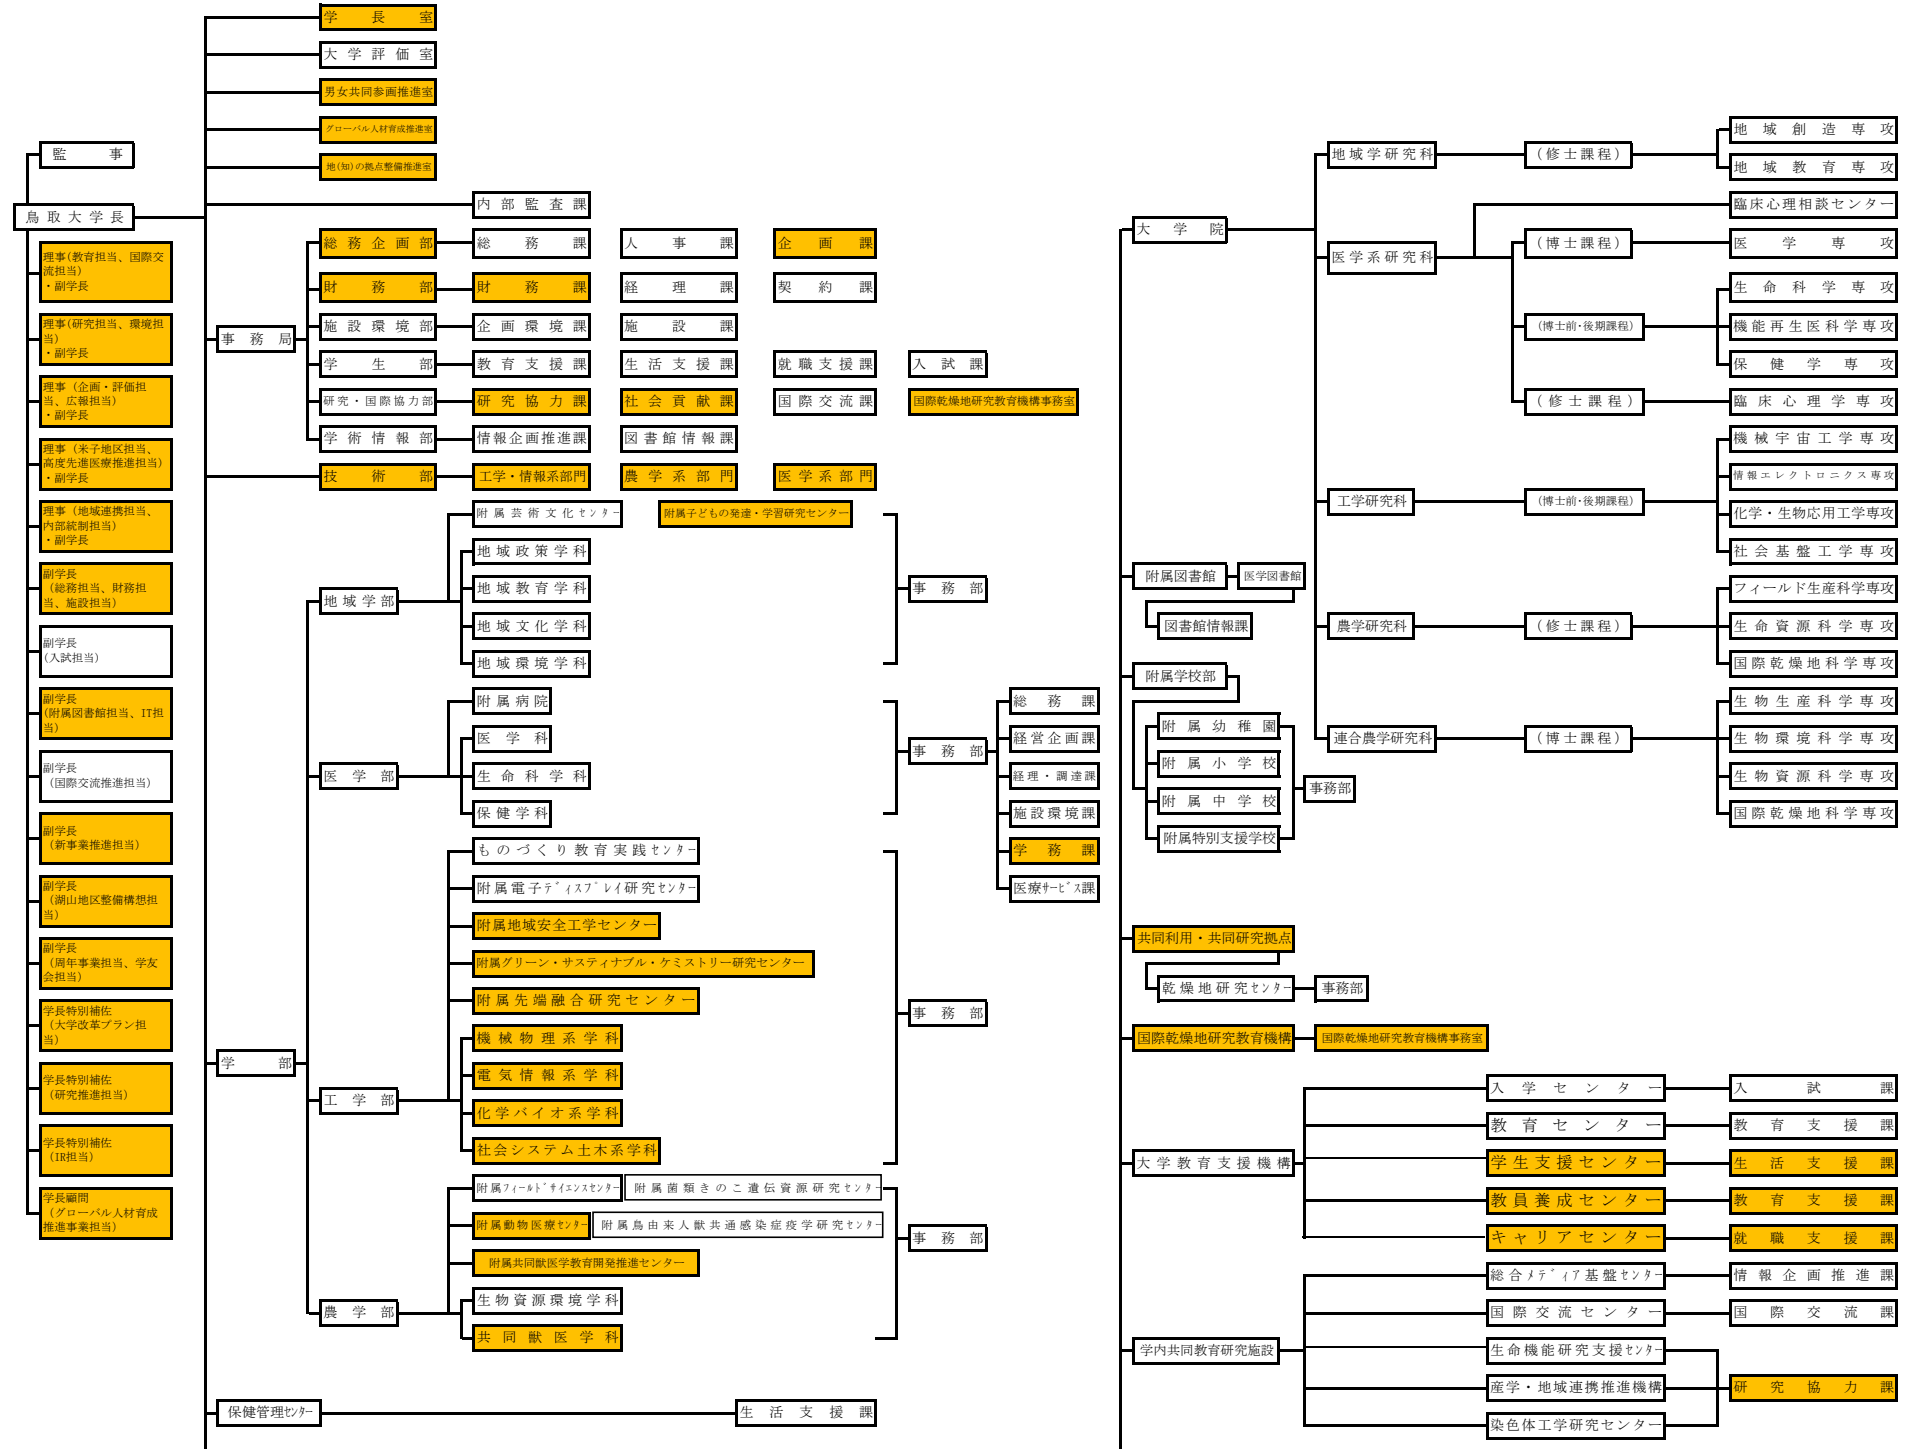 学長室
大学評価室
男女共同参画推進室
グローバル人材育成推進室
地(知)の拠点整備推進室
監事
鳥取大学長
理事(教育担当、国際交
流担当)
・副学長
理事(研究担当、環境担
当)
・副学長
理事（企画・評価担
当、広報担当）
・副学長
理事（米子地区担当、
高度先進医療推進担当）
・副学長
理事（地域連携担当、
内部統制担当）
・副学長
副学長
（総務担当、財務担
当、施設担当）
副学長
(入試担当）
副学長
(附属図書館担当、IT担
当）
副学長
（国際交流推進担当）
副学長
（新事業推進担当）
副学長
（湖山地区整備構想担
当）
副学長
（周年事業担当、学友
会担当）
学長特別補佐
（大学改革プラン担
当）
学長特別補佐
（研究推進担当）
学長特別補佐
（IR担当）
学長顧問
（グローバル人材育成
推進事業担当）
内部監査課
事務局
総務企画部 総務課 人事課 企画課
財務部 財務課 経理課 契約課
施設環境部 企画環境課 施設課
学生部 教育支援課 生活支援課 就職支援課 入試課
研究・国際協力部 研究協力課 社会貢献課 国際交流課 国際乾燥地研究教育機構事務室
学術情報部 情報企画推進課 図書館情報課
技術部 工学・情報系部門 農学系部門 医学系部門
学部
地域学部
附属芸術文化センター 附属子どもの発達・学習研究センター
地域政策学科
地域教育学科
地域文化学科
地域環境学科
事務部
医学部
附属病院
医学科
生命科学科
保健学科
事務部
総務課
経営企画課
経理・調達課
施設環境課
学務課
医療サービス課
工学部
ものづくり教育実践センター
附属電子ディスプレイ研究センター
附属地域安全工学センター
附属グリーン・サスティナブル・ケミストリー研究センター
附属先端融合研究センター
機械物理系学科
電気情報系学科
化学バイオ系学科
社会システム土木系学科
事務部
農学部
附属フィールドサイエンスセンター 附属菌類きのこ遺伝資源研究センター
附属動物医療センター 附属鳥由来人獣共通感染症疫学研究センター
附属共同獣医学教育開発推進センター
生物資源環境学科
共同獣医学科
事務部
保健管理センター 生活支援課
大学院
地域学研究科 （修士課程）
地域創造専攻
地域教育専攻
医学系研究科
臨床心理相談センター
（博士課程） 医学専攻
（博士前・後期課程）
生命科学専攻
機能再生医科学専攻
保健学専攻
（修士課程） 臨床心理学専攻
工学研究科 （博士前・後期課程）
機械宇宙工学専攻
情報エレクトロニクス専攻
化学・生物応用工学専攻
社会基盤工学専攻
農学研究科 （修士課程）
フィールド生産科学専攻
生命資源科学専攻
国際乾燥地科学専攻
連合農学研究科 （博士課程）
生物生産科学専攻
生物環境科学専攻
生物資源科学専攻
国際乾燥地科学専攻
附属図書館 医学図書館
図書館情報課
附属学校部
附属幼稚園
附属小学校
附属中学校
附属特別支援学校
事務部
共同利用・共同研究拠点
乾燥地研究センター 事務部
国際乾燥地研究教育機構 国際乾燥地研究教育機構事務室
大学教育支援機構
入学センター 入試課
教育センター 教育支援課
学生支援センター 生活支援課
教員養成センター 教育支援課
キャリアセンター 就職支援課
学内共同教育研究施設
総合メディア基盤センター 情報企画推進課
国際交流センター 国際交流課
生命機能研究支援センター
産学・地域連携推進機構 研究協力課
染色体工学研究センター